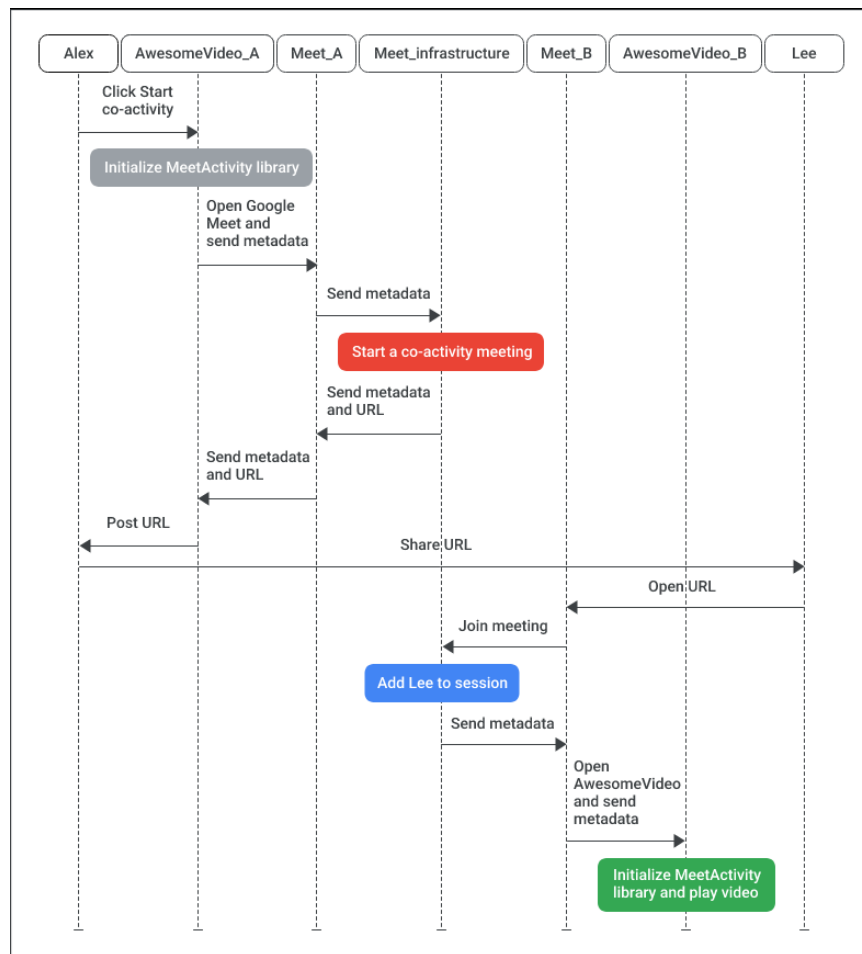 Alex
AwesomeVideo_A
Meet_A
Meet_infrastructure
Meet_B
AwesomeVideo_B
Lee
Click Start
co-activity
Initialize MeetActivity library
Open Google
Meet and
send metadata
Send metadata
Start a co-activity meeting
Send metadata
and URL
Send metadata
and URL
Post URL
Share URL
Open URL
Join meeting
Add Lee to session
Send metadata
Open
AwesomeVideo
and send
metadata
Initialize MeetActivity
library and play video